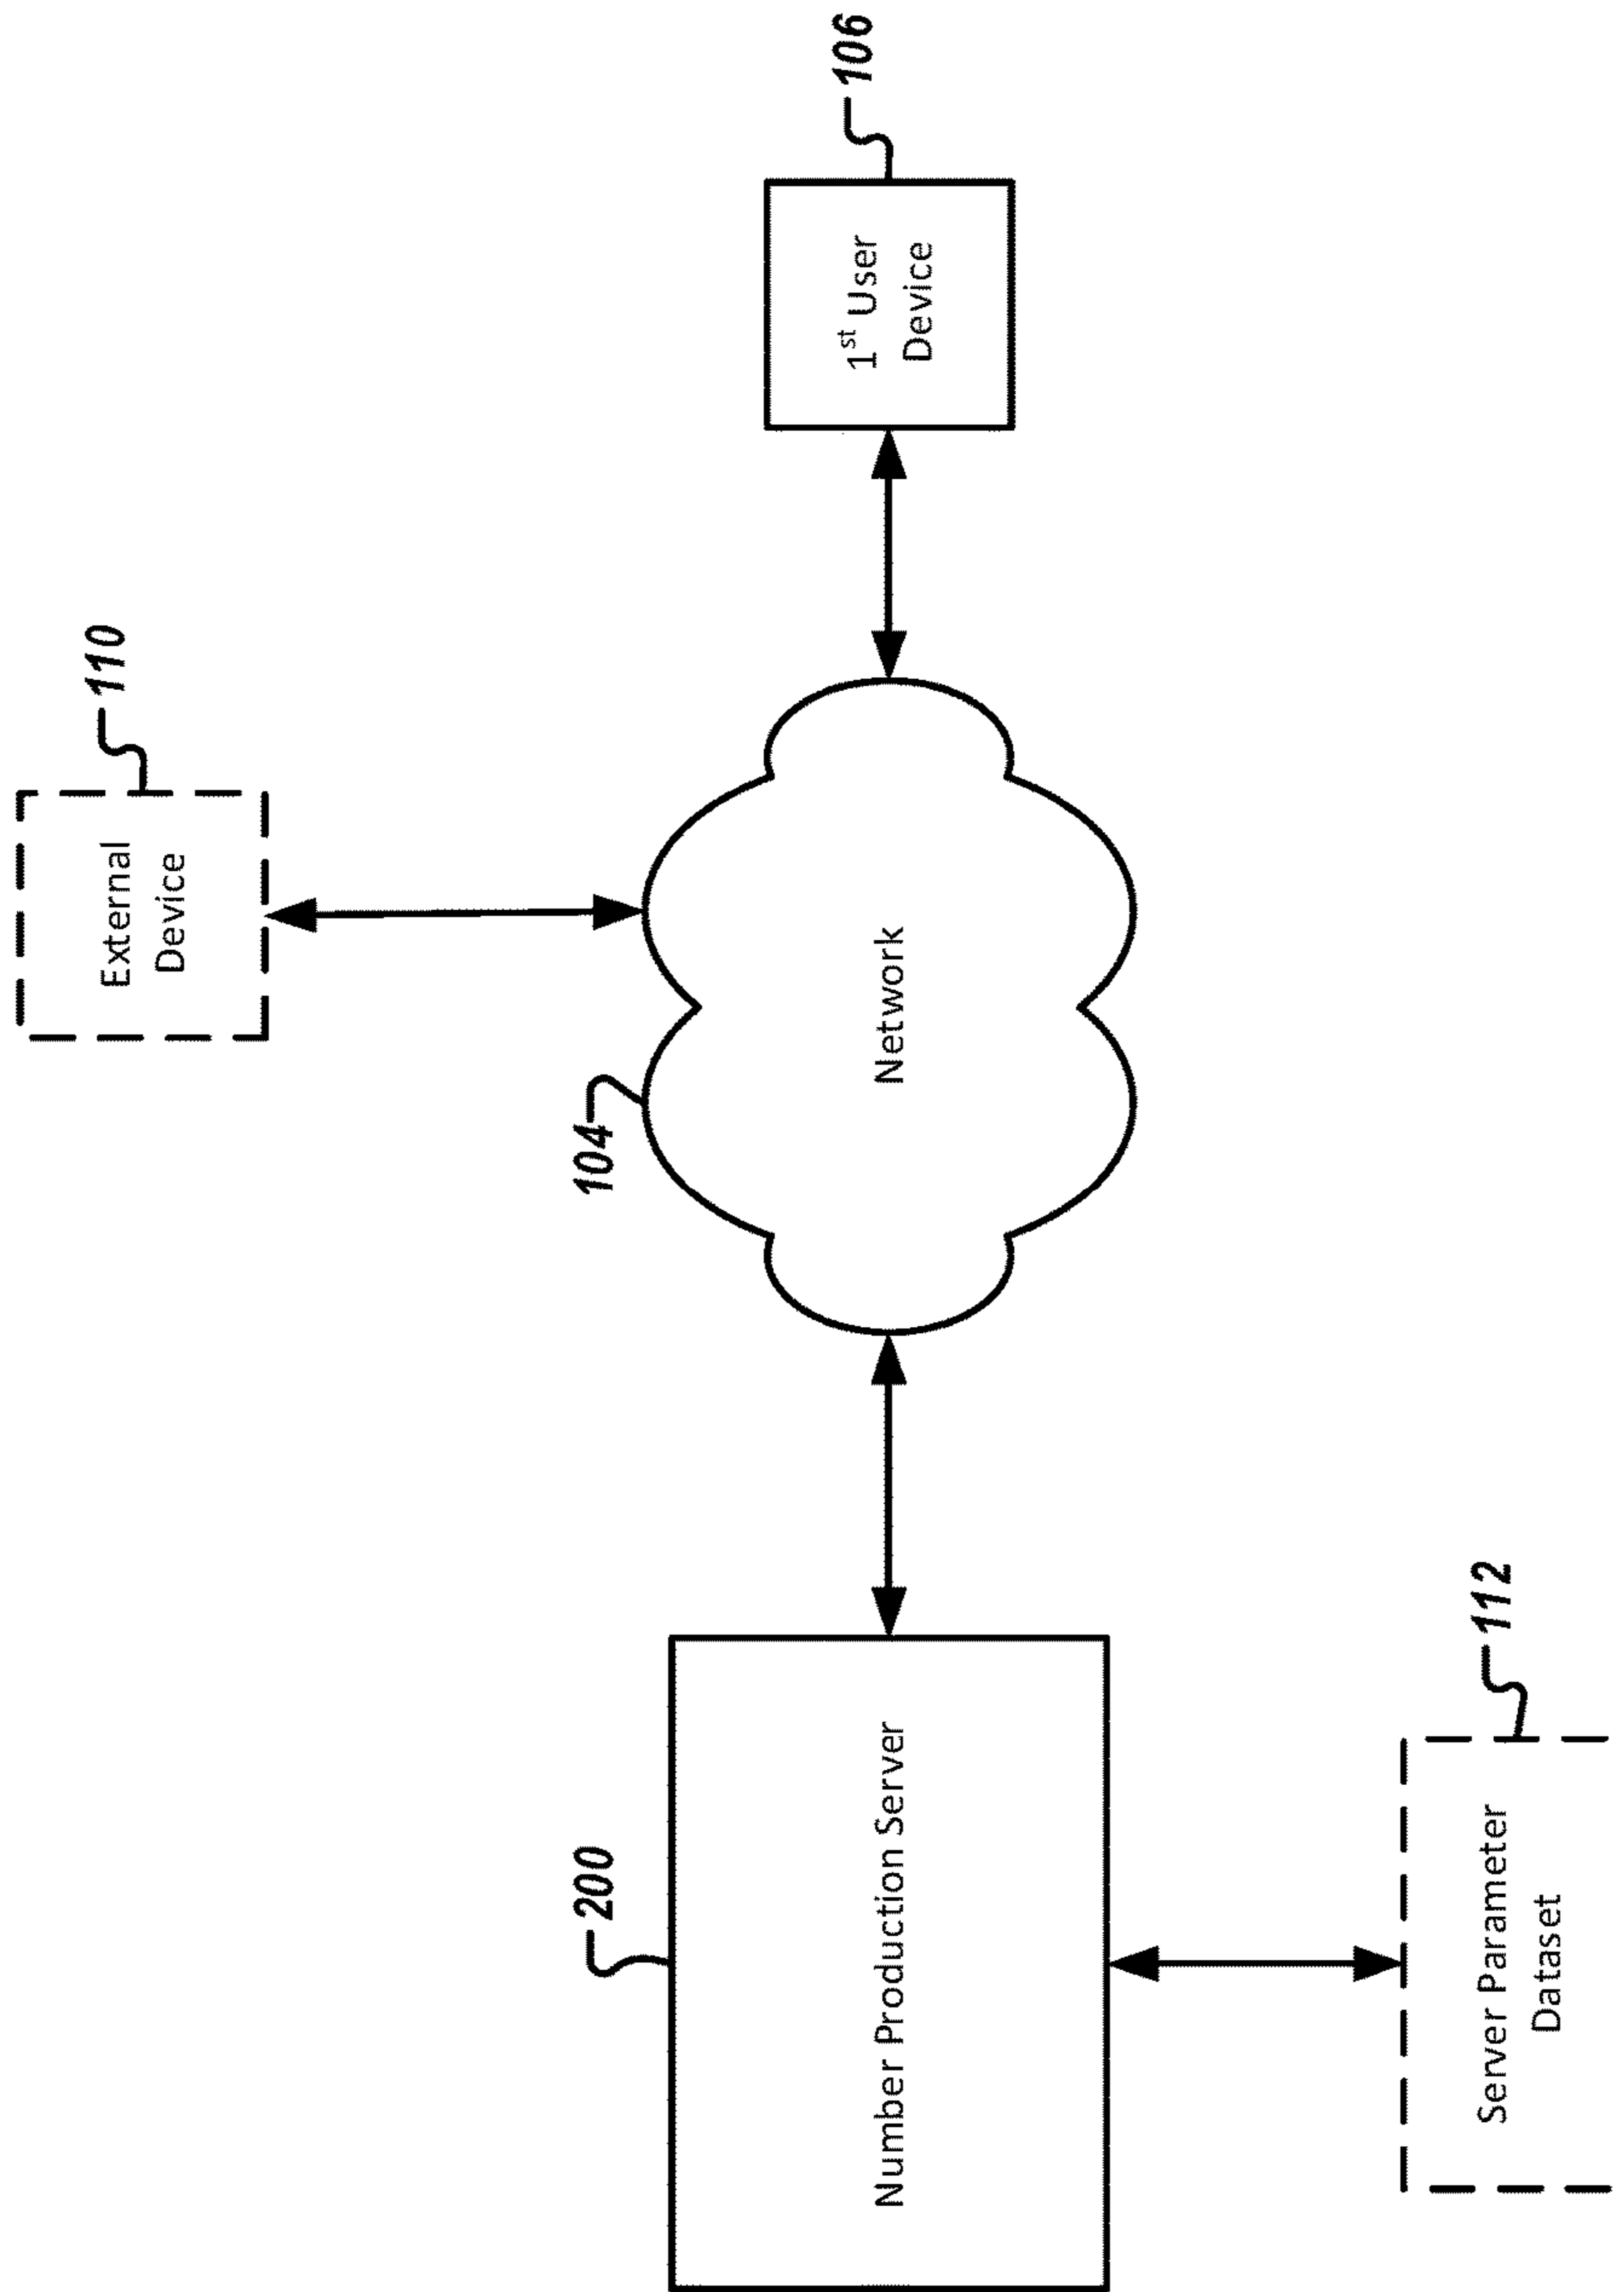 110
External
Device
104
Network
106
1st User
Device
200
Number Production Server
112
Server Parameter
Dataset